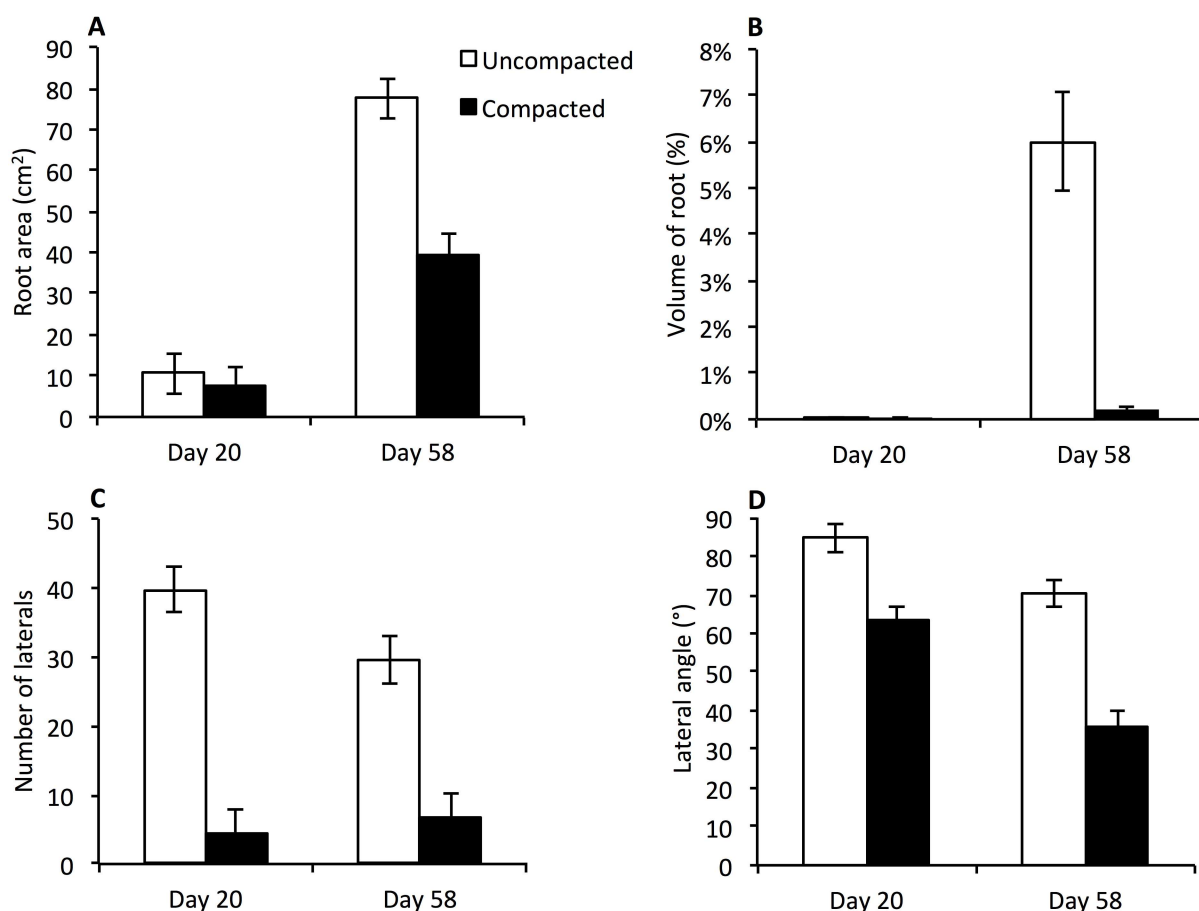 A
Root area (cm²)
90
80
70
60
50
40
30
20
10
0
Uncompacted
Compacted
Day 20
Day 58
B
Volume of root (%)
8%
7%
6%
5%
4%
3%
2%
1%
0%
Day 20
Day 58
C
Number of laterals
50
40
30
20
10
0
Day 20
Day 58
D
Lateral angle (°)
90
80
70
60
50
40
30
20
10
0
Day 20
Day 58